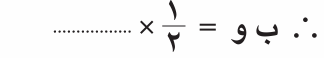 ∴ ب و = ١/٢ × ..................